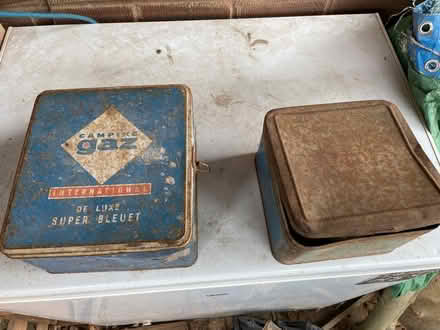 CAMPING
gaz
INTERNATIONAL
DE LUXE
SUPER BLEUET